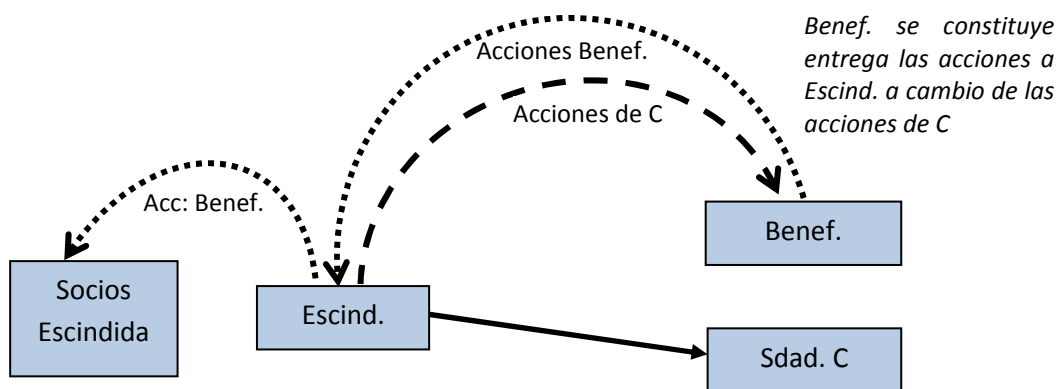 Benef. se constituye
entrega las acciones a
Escind. a cambio de las
acciones de C
Acciones Benef.
Acciones de C
Acc: Benef.
Benef.
Socios
Escindida
Escind.
Sdad. C